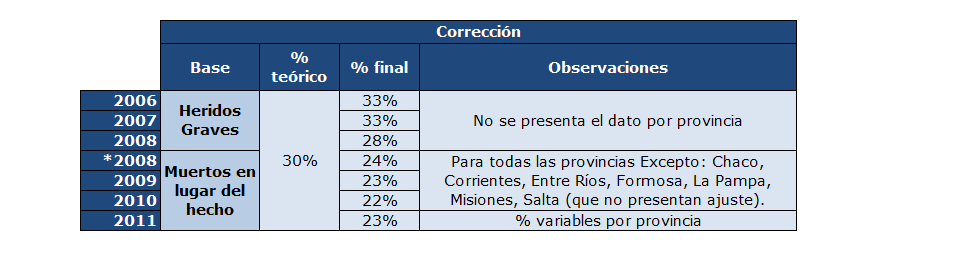 Corrección
Base % teórico % final Observaciones
2006 Heridos Graves 30% 33% No se presenta el dato por provincia
2007 33%
2008 28%
*2008 Muertos en lugar del hecho 24% Para todas las provincias Excepto: Chaco,
2009 23% Corrientes, Entre Ríos, Formosa, La Pampa,
2010 22% Misiones, Salta (que no presentan ajuste).
2011 23% % variables por provincia